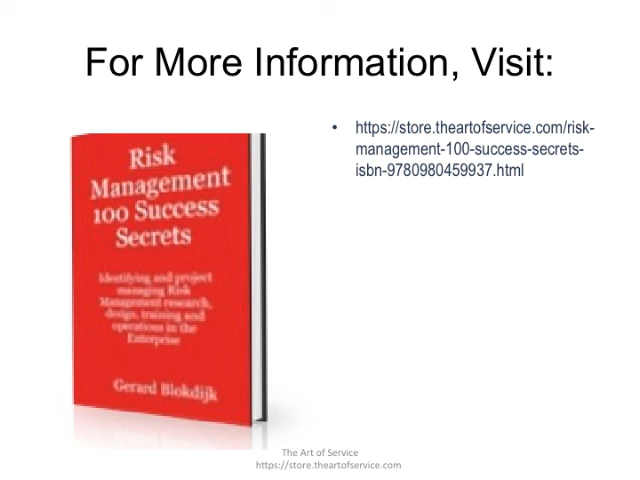 For More Information, Visit:
Risk
Management
100 Success
Secrets
Identifying and project
managing Risk
Management research,
design, training and
operations in the
Enterprise
Gerard Blokdijk
• https://store.theartofservice.com/risk-
management-100-success-secrets-
isbn-9780980459937.html
The Art of Service
https://store.theartofservice.com